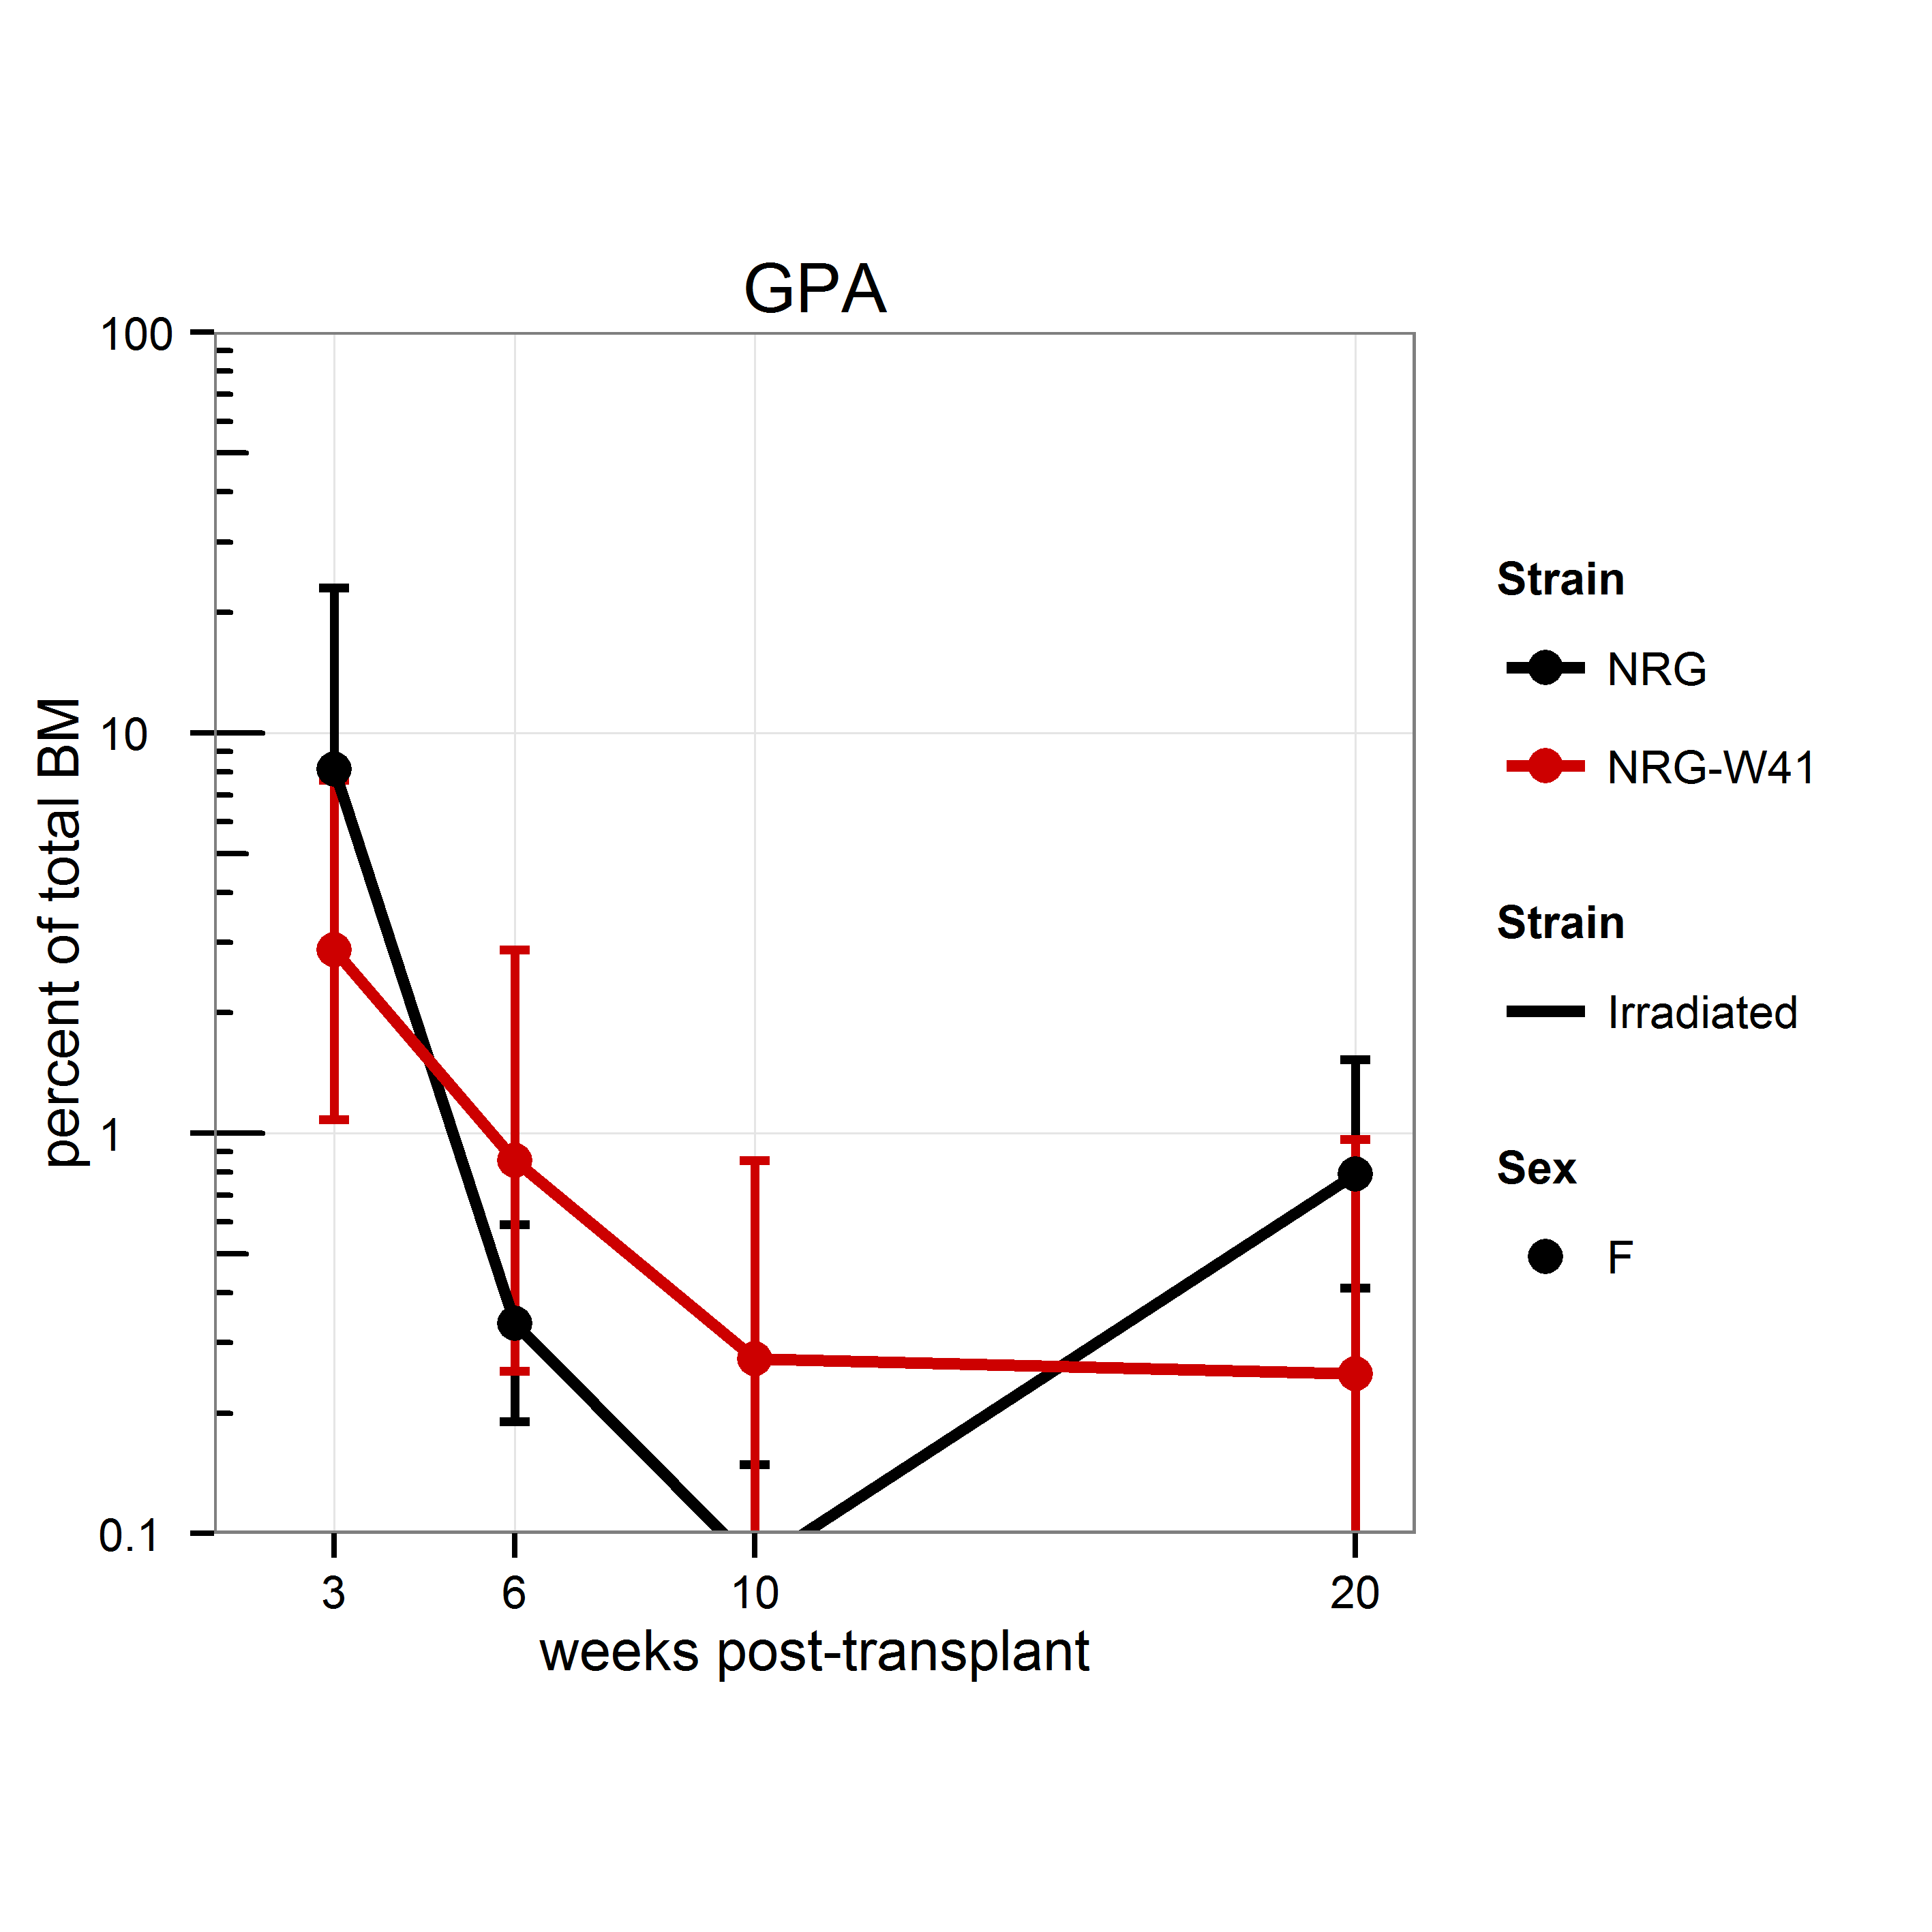 GPA
100
10
1
0.1
percent of total BM
3 6 10 20
weeks post-transplant
Strain
NRG
NRG-W41
Strain
Irradiated
Sex
F